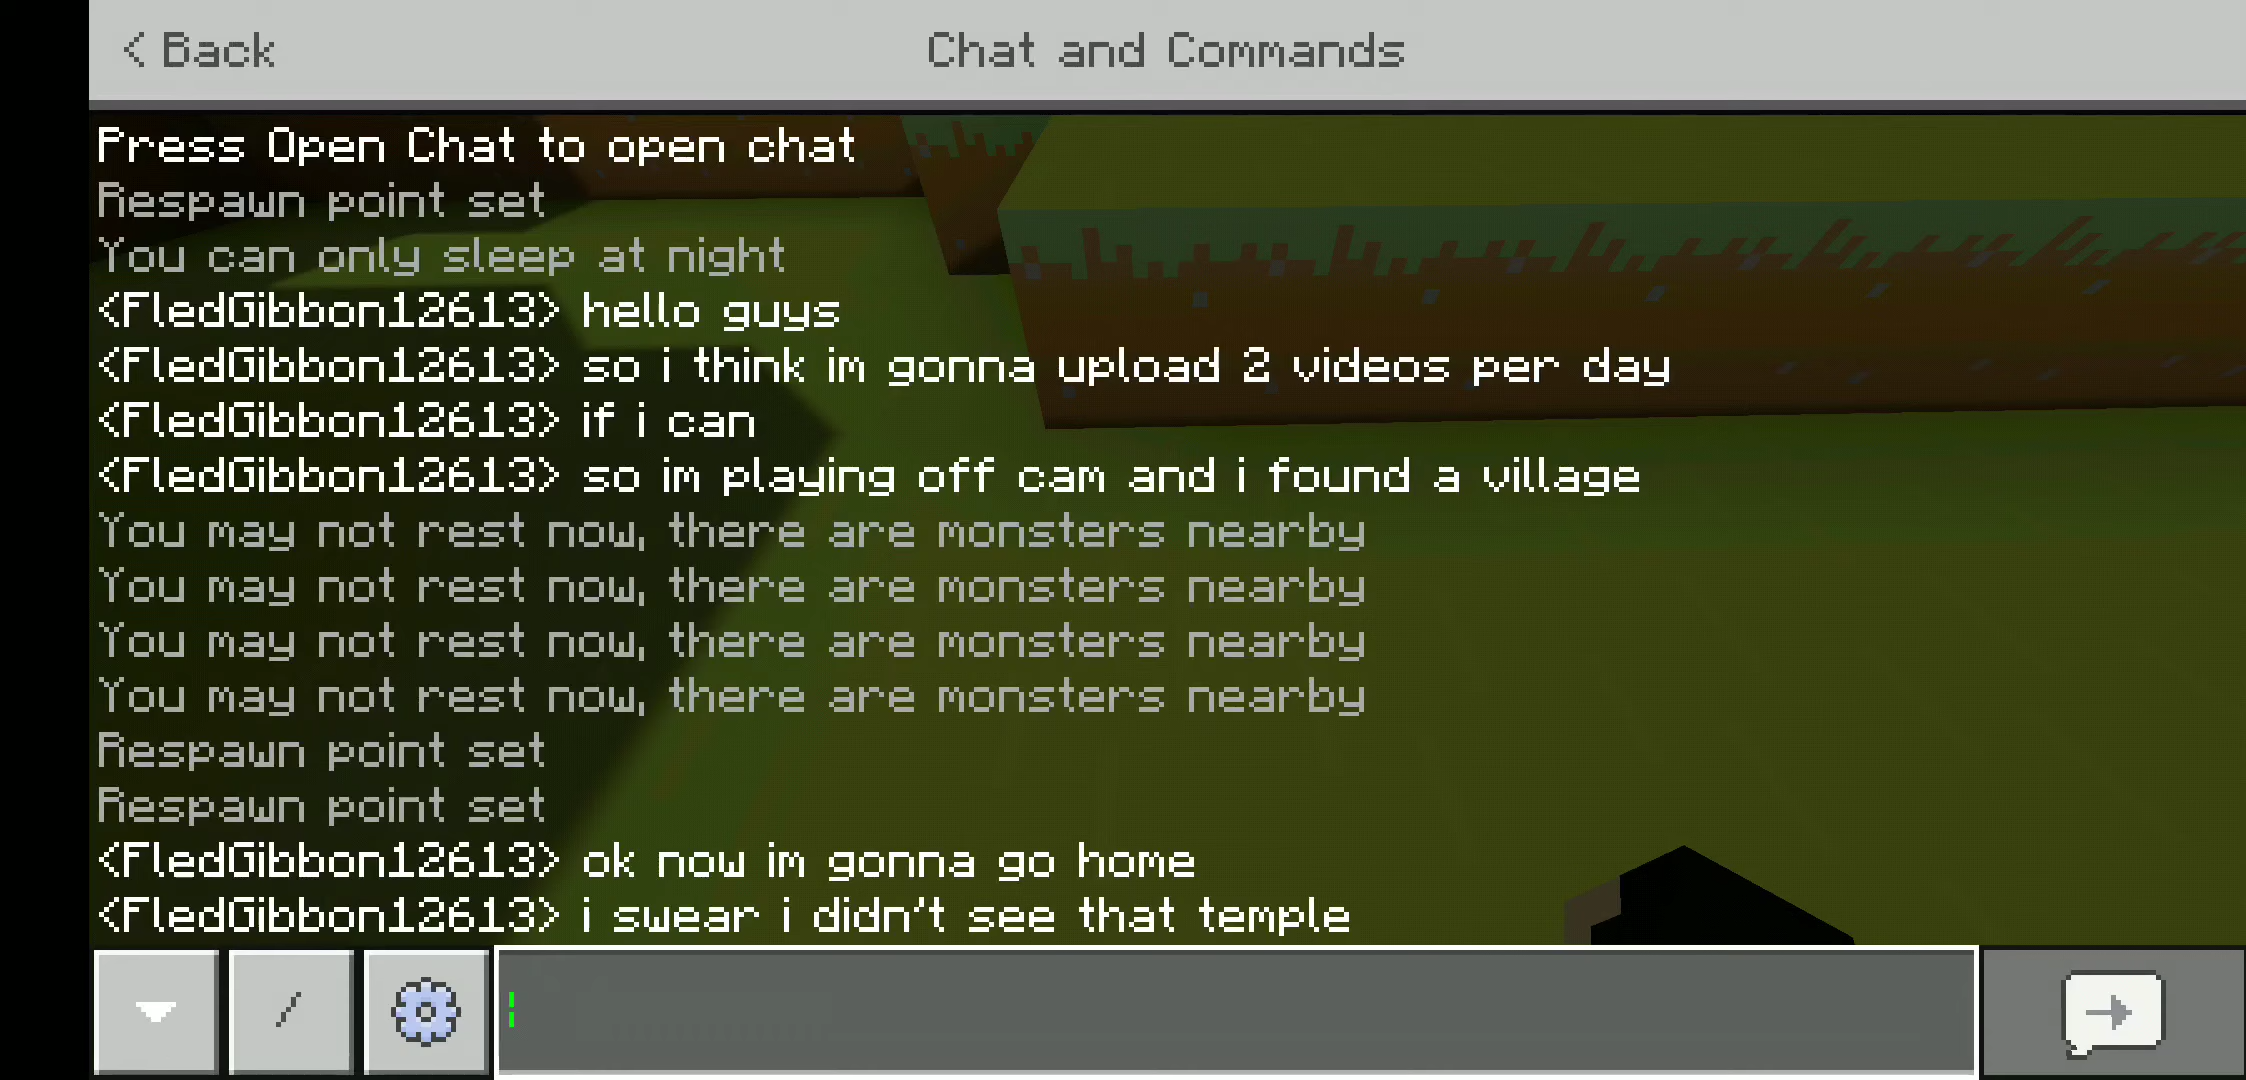 < Back
Chat and Commands
Press Open Chat to open chat
Respawn point set
You can only sleep at night
<FledGibbon12613> hello guys
<FledGibbon12613> so i think im gonna upload 2 videos per day
<FledGibbon12613> if i can
<FledGibbon12613> so im playing off cam and i found a village
You may not rest now, there are monsters nearby
You may not rest now, there are monsters nearby
You may not rest now, there are monsters nearby
You may not rest now, there are monsters nearby
Respawn point set
Respawn point set
<FledGibbon12613> ok now im gonna go home
<FledGibbon12613> i swear i didn't see that temple
/